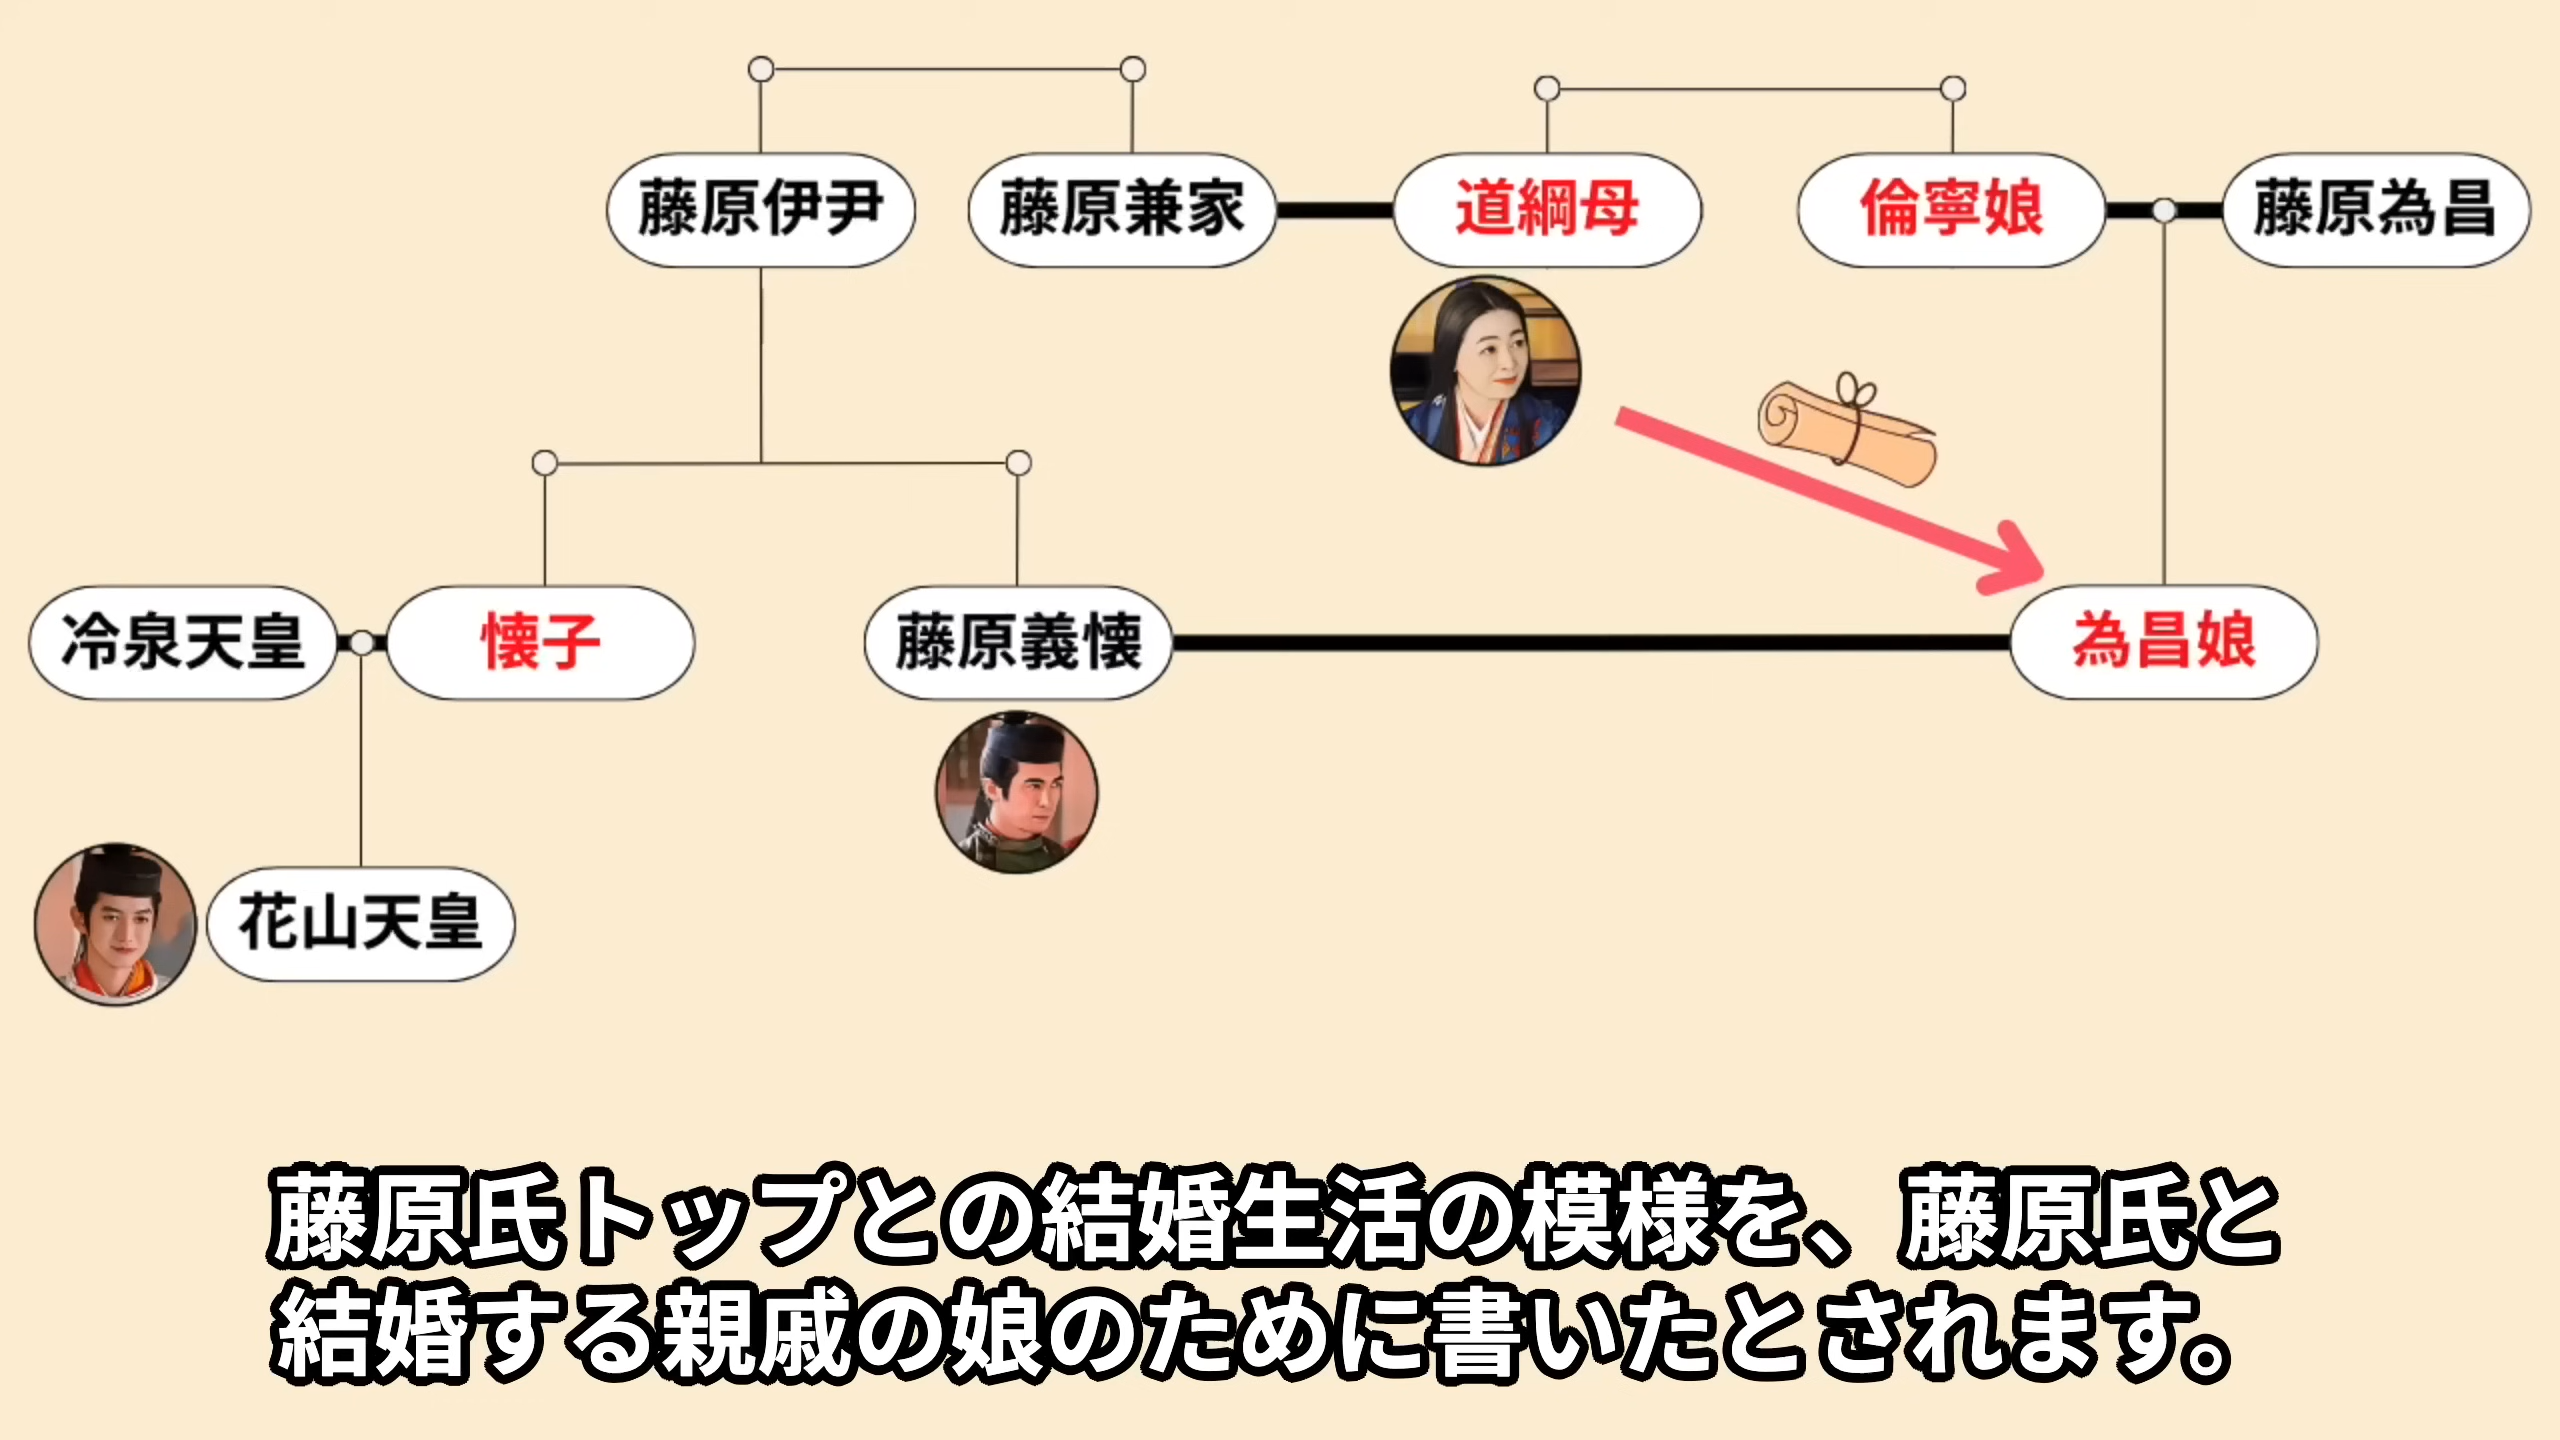 藤原伊尹
藤原兼家
道綱母
倫寧娘
藤原為昌
冷泉天皇
懐子
藤原義懐
為昌娘
花山天皇
藤原氏トップとの結婚生活の模様を、藤原氏と
結婚する親戚の娘のために書いたとされます。